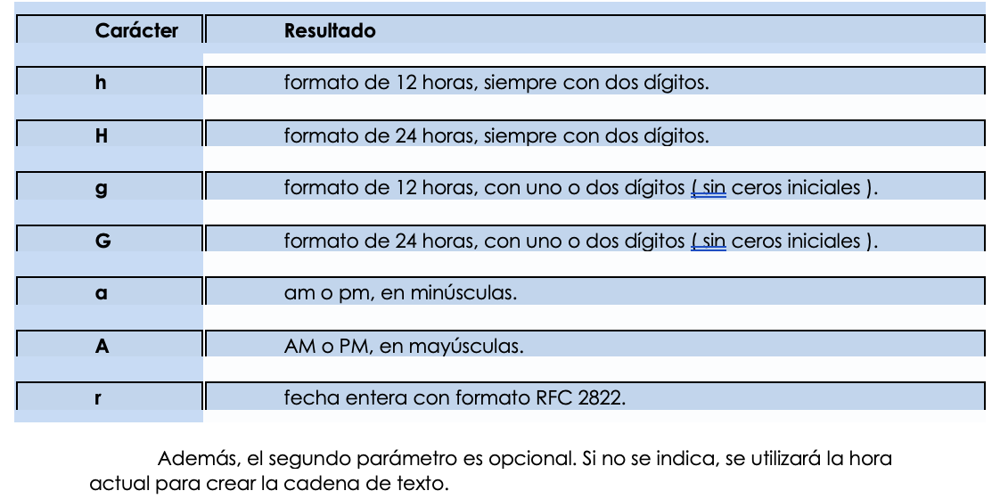 Carácter Resultado
h formato de 12 horas, siempre con dos dígitos.
H formato de 24 horas, siempre con dos dígitos.
g formato de 12 horas, con uno o dos dígitos ( sin ceros iniciales ).
G formato de 24 horas, con uno o dos dígitos ( sin ceros iniciales ).
a am o pm, en minúsculas.
A AM o PM, en mayúsculas.
r fecha entera con formato RFC 2822.
Además, el segundo parámetro es opcional. Si no se indica, se utilizará la hora
actual para crear la cadena de texto.